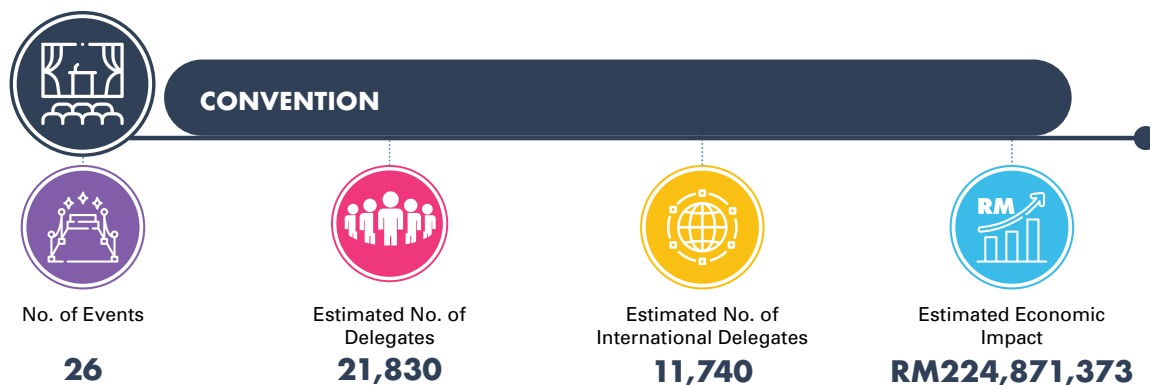 CONVENTION
RM
No. of Events
26
Estimated No. of
Delegates
21,830
Estimated No. of
International Delegates
11,740
Estimated Economic
Impact
RM224,871,373